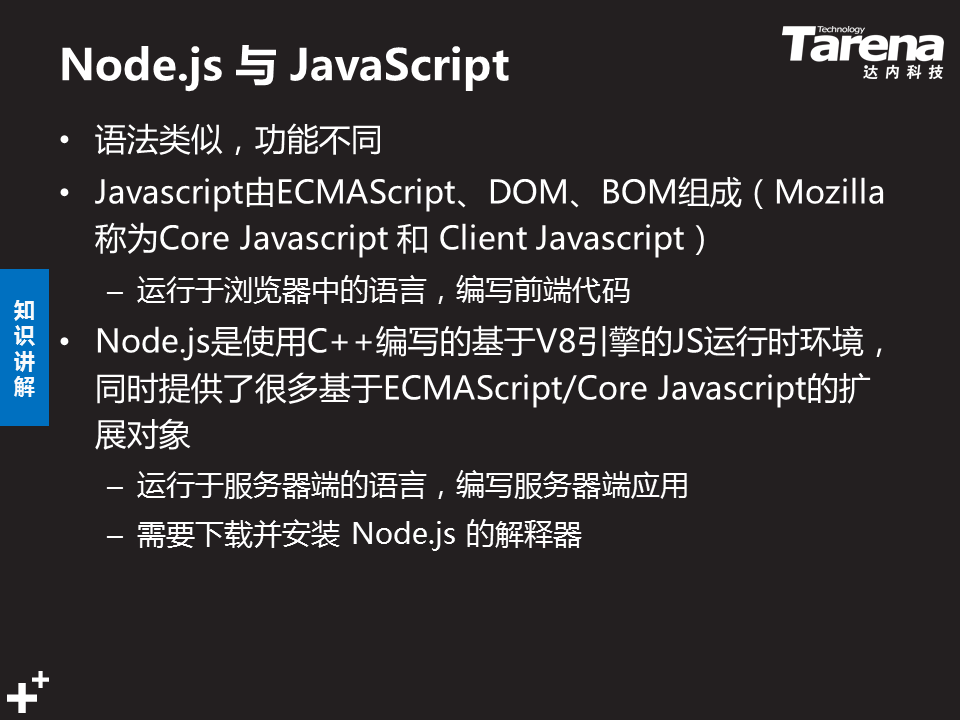 Node.js 与 JavaScript
Technology
Tarena
达内科技
• 语法类似，功能不同
• Javascript由ECMAScript、DOM、BOM组成（Mozilla
称为Core Javascript 和 Client Javascript）
– 运行于浏览器中的语言，编写前端代码
知识讲解
• Node.js是使用C++编写的基于V8引擎的JS运行时环境，
同时提供了很多基于ECMAScript/Core Javascript的扩
展对象
– 运行于服务器端的语言，编写服务器端应用
– 需要下载并安装 Node.js 的解释器